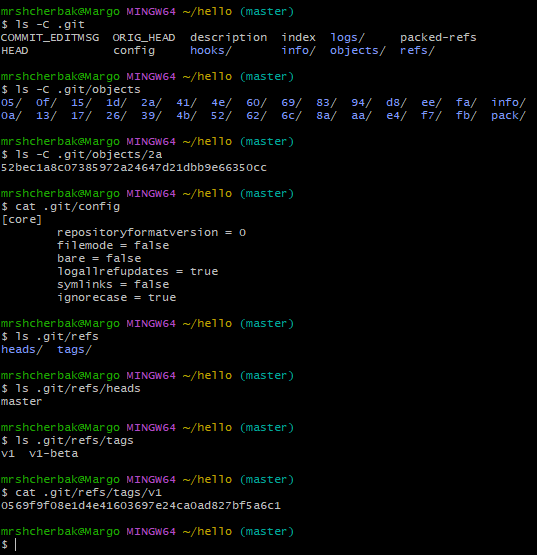 mrshcherbak@Margo MINGW64 ~/hello (master)
$ ls -C .git
COMMIT_EDITMSG  ORIG_HEAD  description  index  logs/     packed-refs
HEAD            config     hooks/       info/  objects/  refs/

mrshcherbak@Margo MINGW64 ~/hello (master)
$ ls -C .git/objects
05/  0f/  15/  1d/  2a/  41/  4e/  60/  69/  83/  94/  d8/  ee/  fa/  info/
0a/  13/  17/  26/  39/  4b/  52/  62/  6c/  8a/  aa/  e4/  f7/  fb/  pack/

mrshcherbak@Margo MINGW64 ~/hello (master)
$ ls -C .git/objects/2a
52bec1a8c07385972a24647d21dbb9e66350cc

mrshcherbak@Margo MINGW64 ~/hello (master)
$ cat .git/config
[core]
        repositoryformatversion = 0
        filemode = false
        bare = false
        logallrefupdates = true
        symlinks = false
        ignorecase = true

mrshcherbak@Margo MINGW64 ~/hello (master)
$ ls .git/refs
heads/  tags/

mrshcherbak@Margo MINGW64 ~/hello (master)
$ ls .git/refs/heads
master

mrshcherbak@Margo MINGW64 ~/hello (master)
$ ls .git/refs/tags
v1  v1-beta

mrshcherbak@Margo MINGW64 ~/hello (master)
$ cat .git/refs/tags/v1
0569f9f08e1d4e41603697e24ca0ad827bf5a6c1

mrshcherbak@Margo MINGW64 ~/hello (master)
$